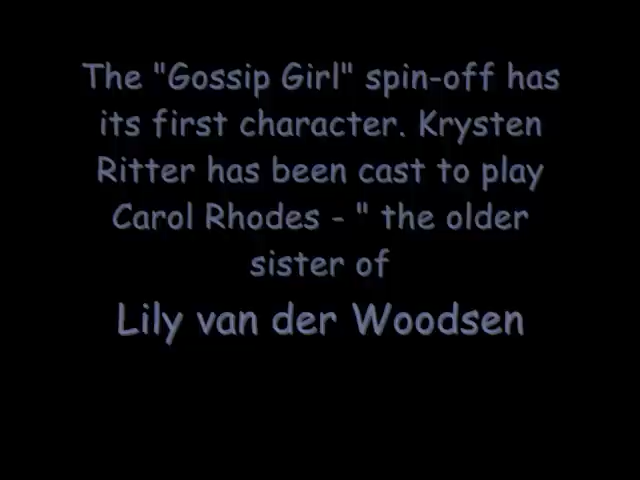 The "Gossip Girl" spin-off has
its first character. Krysten
Ritter has been cast to play
Carol Rhodes - " the older
sister of
Lily van der Woodsen